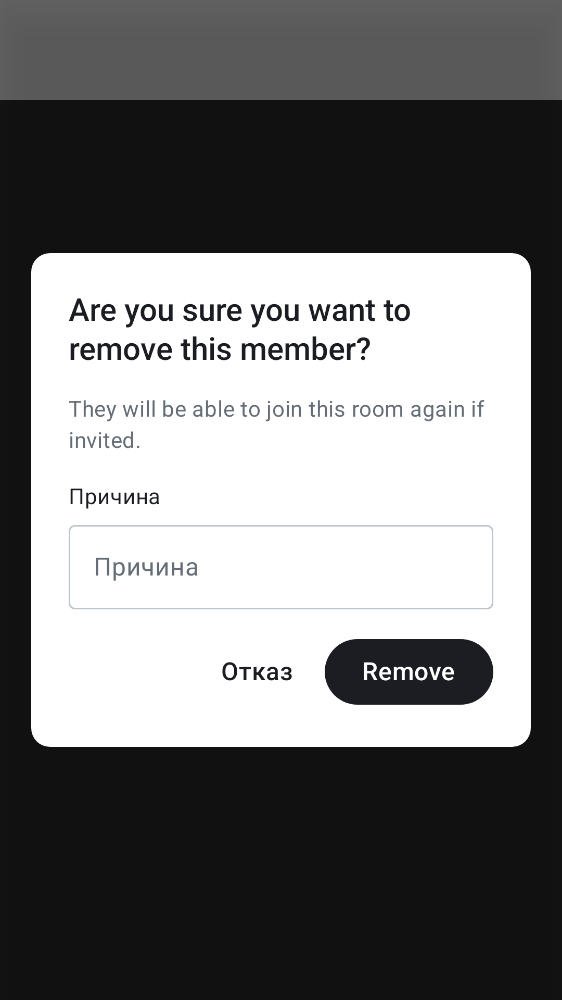 Are you sure you want to
remove this member?
They will be able to join this room again if
invited.
Причина
Причина
Отказ
Remove